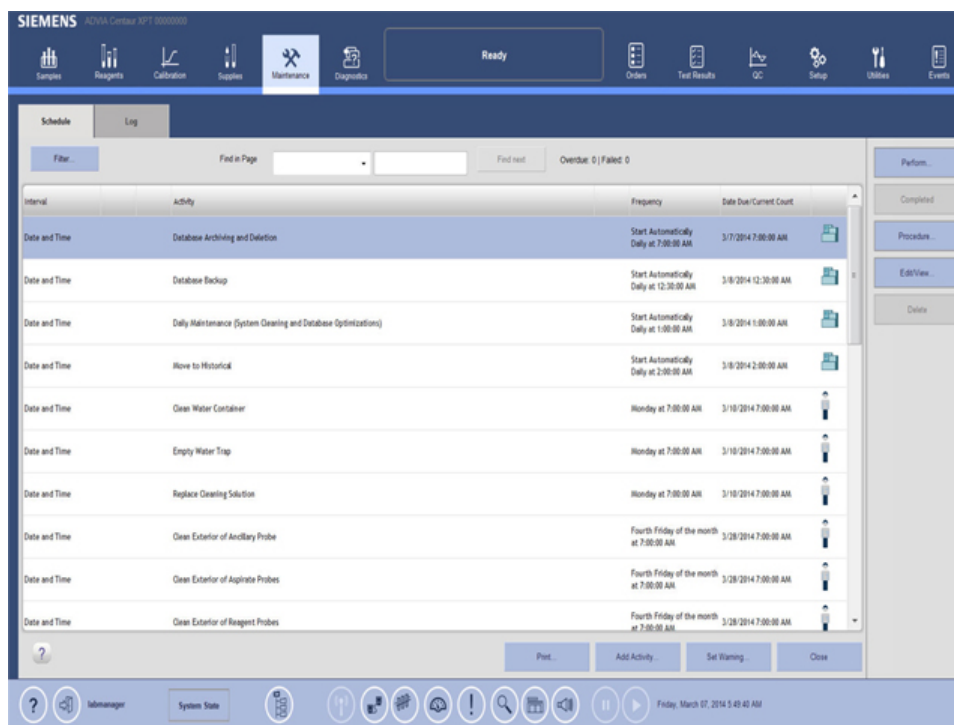 SIEMENS ADVIA Centaur XPT 00000000
Samples Reagents Calibration Supplies Maintenance Diagnostics Ready Orders Test Results QC Setup Utilities Events
Schedule Log
Filter... Find in Page Find next Overdue: 0 | Failed: 0 Perform...
Interval Activity Frequency Date Due/Current Count Completed
Date and Time Database Archiving and Deletion Start Automatically Daily at 7:00:00 AM 3/7/2014 7:00:00 AM Procedure...
Date and Time Database Backup Start Automatically Daily at 12:30:00 AM 3/8/2014 12:30:00 AM Edit/View...
Delete
Date and Time Daily Maintenance (System Cleaning and Database Optimizations) Start Automatically Daily at 1:00:00 AM 3/8/2014 1:00:00 AM
Date and Time Move to Historical Start Automatically Daily at 2:00:00 AM 3/8/2014 2:00:00 AM
Date and Time Clean Water Container Monday at 7:00:00 AM 3/10/2014 7:00:00 AM
Date and Time Empty Water Trap Monday at 7:00:00 AM 3/10/2014 7:00:00 AM
Date and Time Replace Cleaning Solution Monday at 7:00:00 AM 3/10/2014 7:00:00 AM
Date and Time Clean Exterior of Ancillary Probe Fourth Friday of the month at 7:00:00 AM 3/28/2014 7:00:00 AM
Date and Time Clean Exterior of Aspirate Probes Fourth Friday of the month at 7:00:00 AM 3/28/2014 7:00:00 AM
Date and Time Clean Exterior of Reagent Probes Fourth Friday of the month at 7:00:00 AM 3/28/2014 7:00:00 AM
? Print... Add Activity... Set Warning... Close
? labmanager System State ! Friday, March 07, 2014 5:49:40 AM